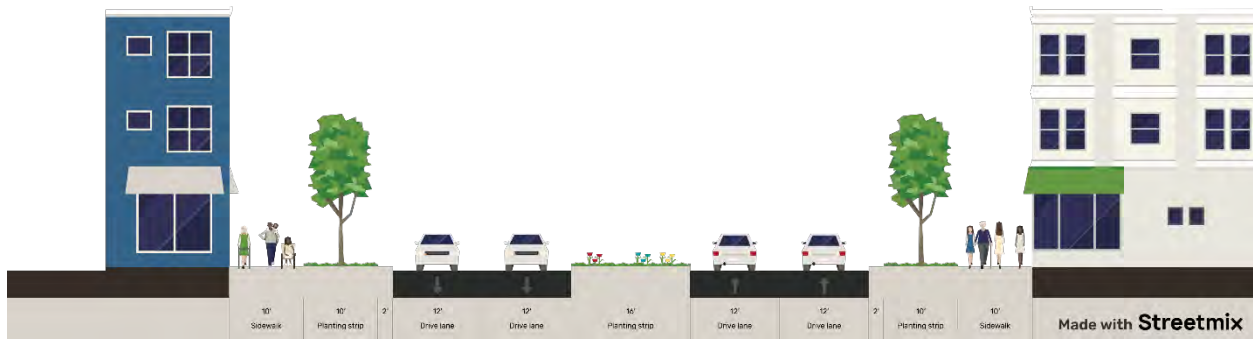 10' 10' 2' 12' 12' 16' 12' 12' 2' 10' 10'
Sidewalk Planting strip Drive lane Drive lane Planting strip Drive lane Drive lane Planting strip Sidewalk
Made with Streetmix